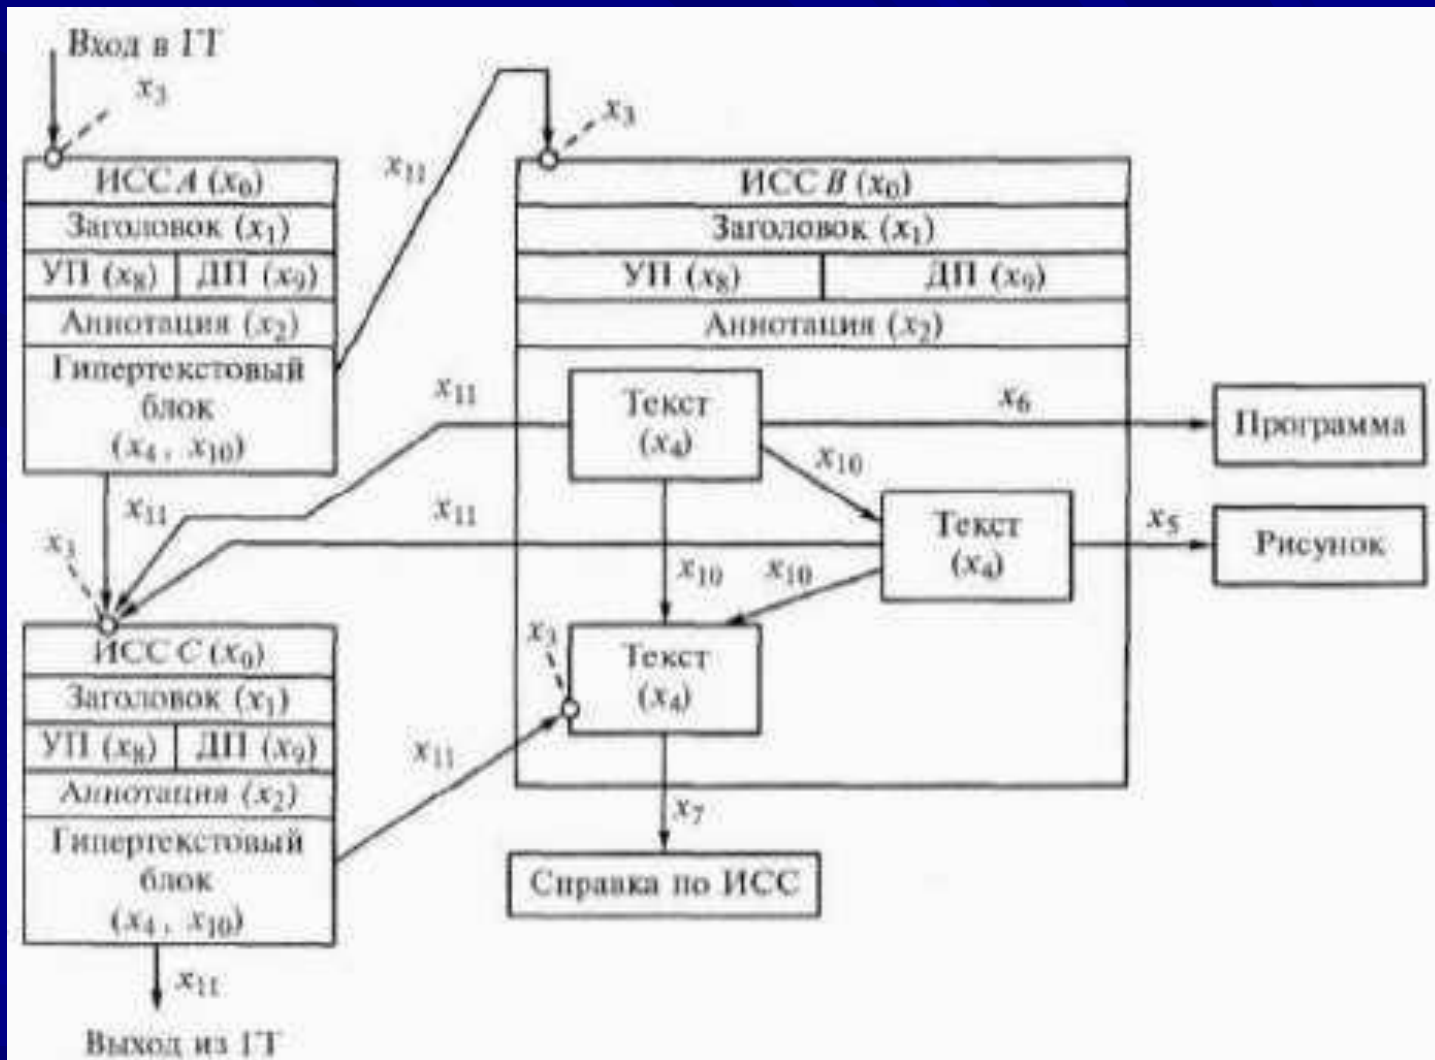 Вход в ГТ
x3
ИСС A (x0)
Заголовок (x1)
УП (x8) ДП (x9)
Аннотация (x2)
Гипертекстовый
блок
(x4, x10)
x11
x3
ИСС B (x0)
Заголовок (x1)
УП (x8) ДП (x9)
Аннотация (x2)
Текст
(x4)
x6
Программа
x10
x11
Текст
(x4)
x5
Рисунок
x11
x10
x10
x11
x3
Текст
(x4)
x3
x7
Справка по ИСС
ИСС C (x0)
Заголовок (x1)
УП (x8) ДП (x9)
Аннотация (x2)
Гипертекстовый
блок
(x4, x10)
x11
x11
Выход из ГТ